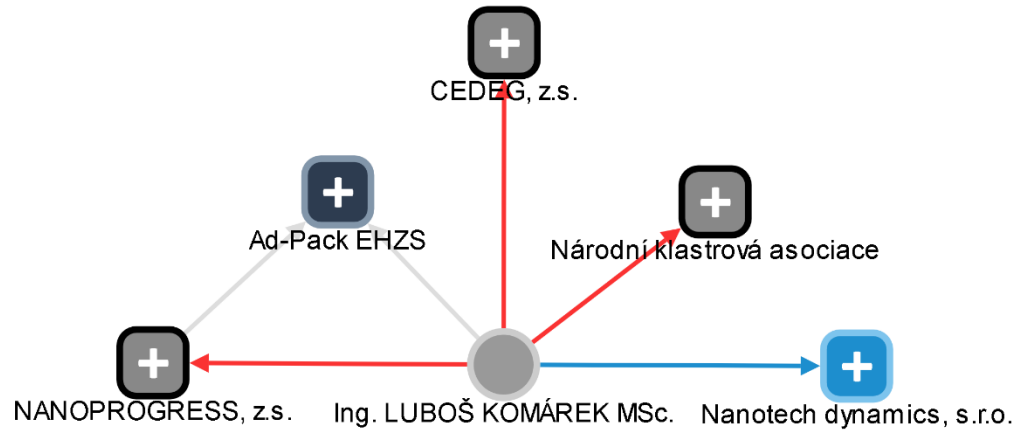 CEDEG, z.s.
Ad-Pack EHZS
Národní klastrová asociace
NANOPROGRESS, z.s.
Ing. LUBOŠ KOMÁREK MSc.
Nanotech dynamics, s.r.o.